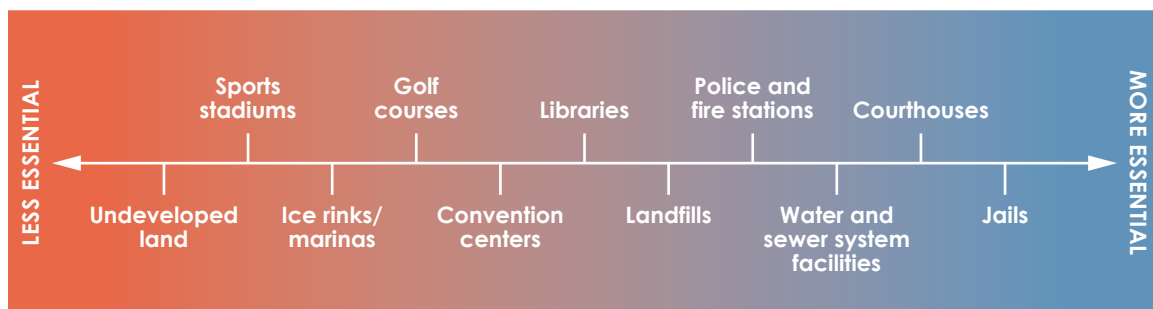 LESS ESSENTIAL
Sports
stadiums
Golf
courses
Libraries
Police and
fire stations
Courthouses
Undeveloped
land
Ice rinks/
marinas
Convention
centers
Landfills
Water and
sewer system
facilities
Jails
MORE ESSENTIAL